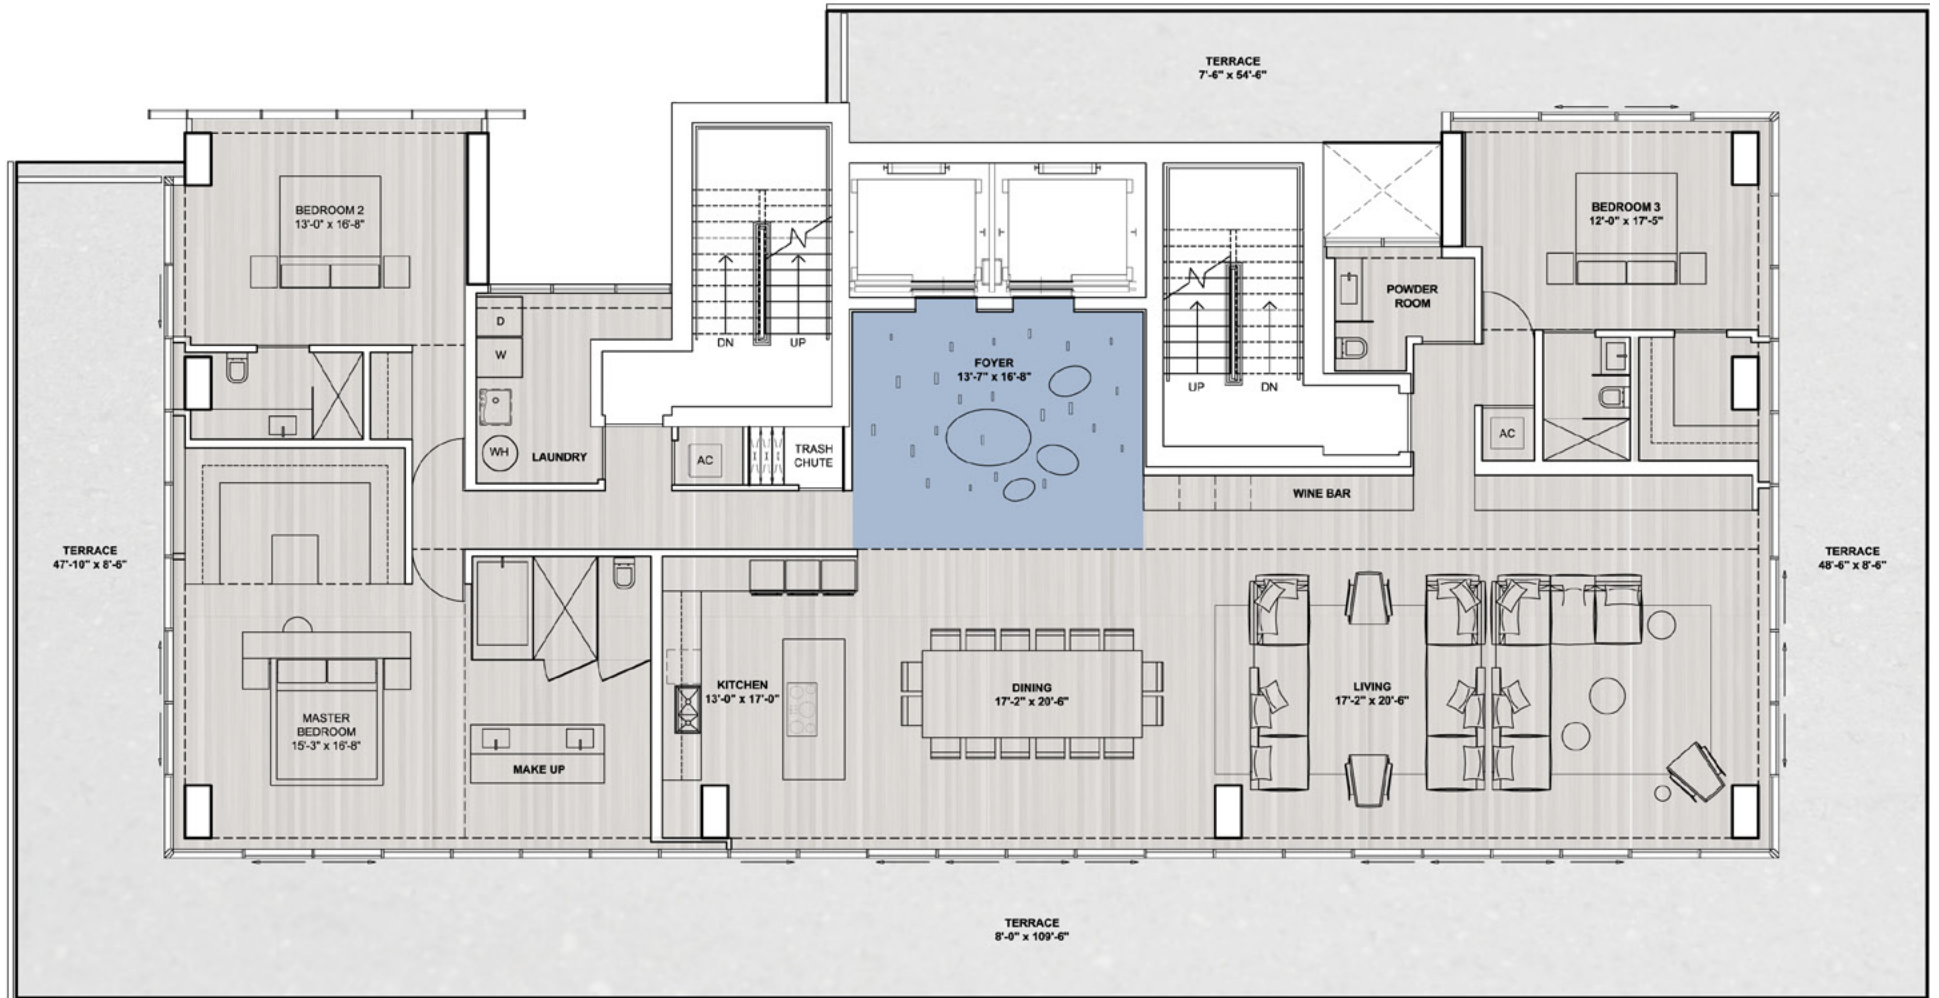 TERRACE
7'-6" x 54'-6"
BEDROOM 2
13'-0" x 16'-8"
BEDROOM 3
12'-0" x 17'-5"
POWDER
ROOM
D
W
DN
UP
FOYER
13'-7" x 16'-8"
UP
DN
WH
LAUNDRY
AC
TRASH
CHUTE
AC
WINE BAR
TERRACE
47'-10" x 8'-6"
TERRACE
48'-6" x 8'-6"
MASTER
BEDROOM
15'-3" x 16'-8"
MAKE UP
KITCHEN
13'-0" x 17'-0"
DINING
17'-2" x 20'-6"
LIVING
17'-2" x 20'-6"
TERRACE
8'-0" x 109'-6"